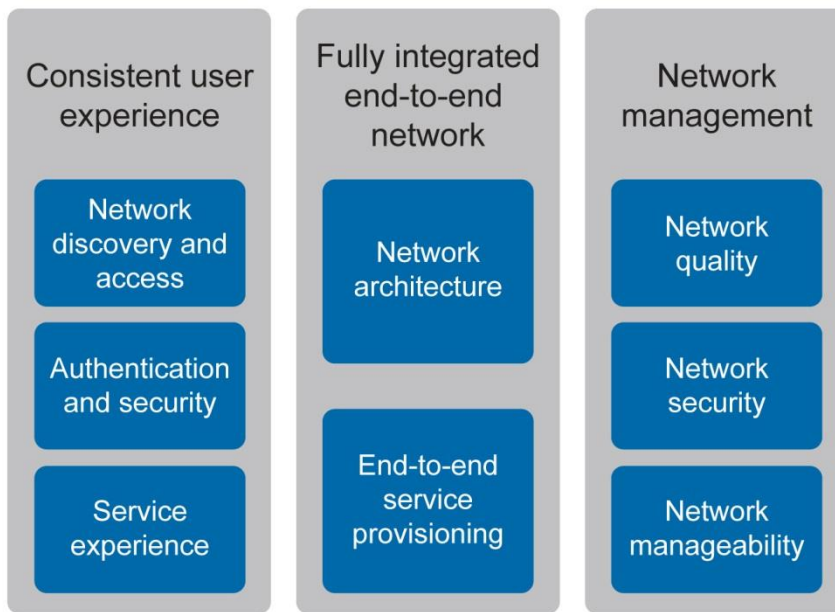 Consistent user
experience
Network
discovery and
access
Authentication
and security
Service
experience
Fully integrated
end-to-end
network
Network
architecture
End-to-end
service
provisioning
Network
management
Network
quality
Network
security
Network
manageability